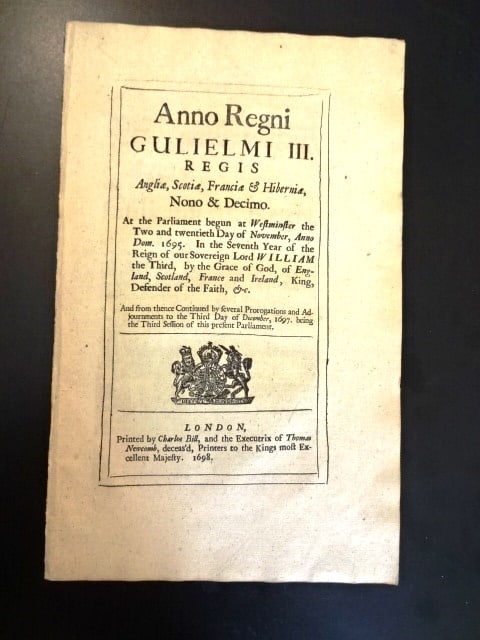 Anno Regni
GULIELMI III.
REGIS
Angliæ, Scotiæ, Franciæ & Hiberniæ,
Nono & Decimo.
At the Parliament begun at Weſtminſter the
Two and twentieth Day of November, Anno
Dom. 1695. In the Seventh Year of the
Reign of our Sovereign Lord WILLIAM
the Third, by the Grace of God, of Eng-
land, Scotland, France and Ireland, King,
Defender of the Faith, &c.
And from thence Continued by ſeveral Prorogations and Ad-
journments to the Third Day of December, 1697. being
the Third Seſſion of this preſent Parliament.
LONDON,
Printed by Charles Bill, and the Executrix of Thomas
Newcomb, deceas'd, Printers to the Kings moſt Ex-
cellent Majeſty. 1698.